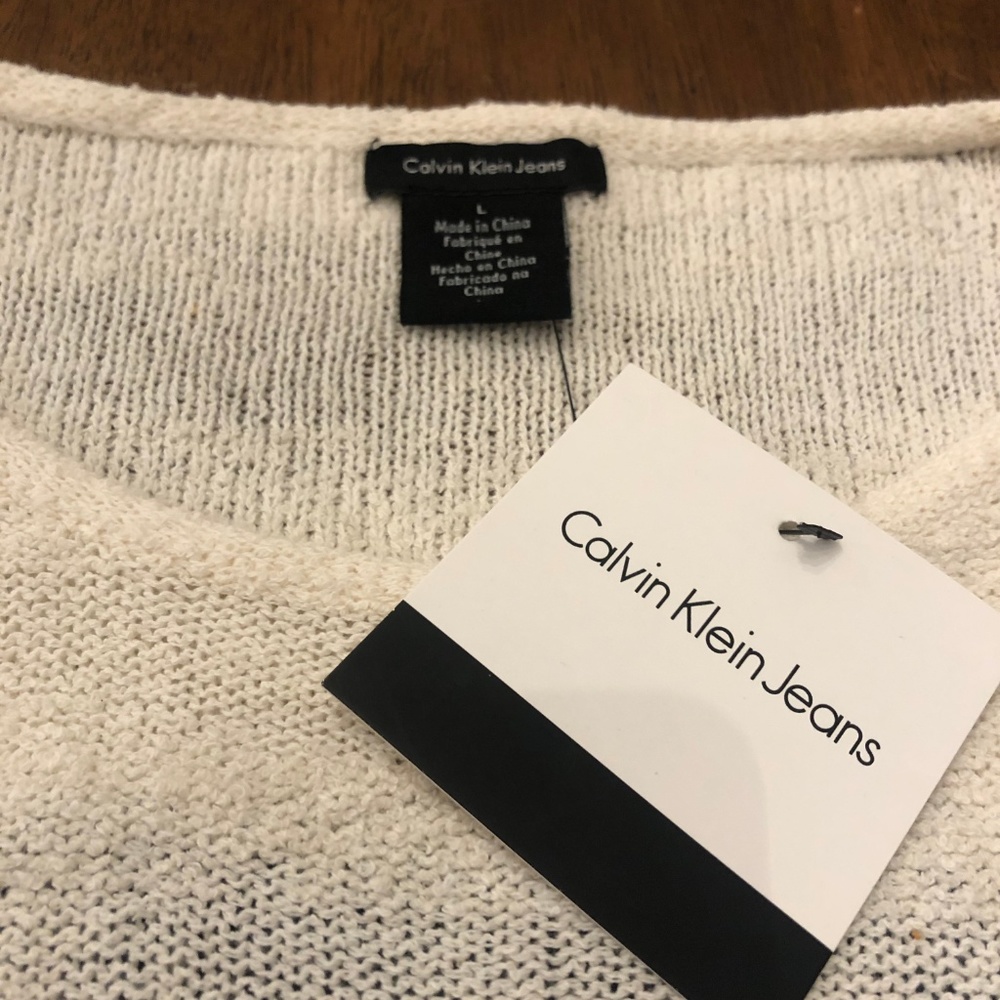 Calvin Klein Jeans
L
Made in China
Fabriqué en
Chine
Hecho en China
Fabricado na
China
Calvin Klein Jeans